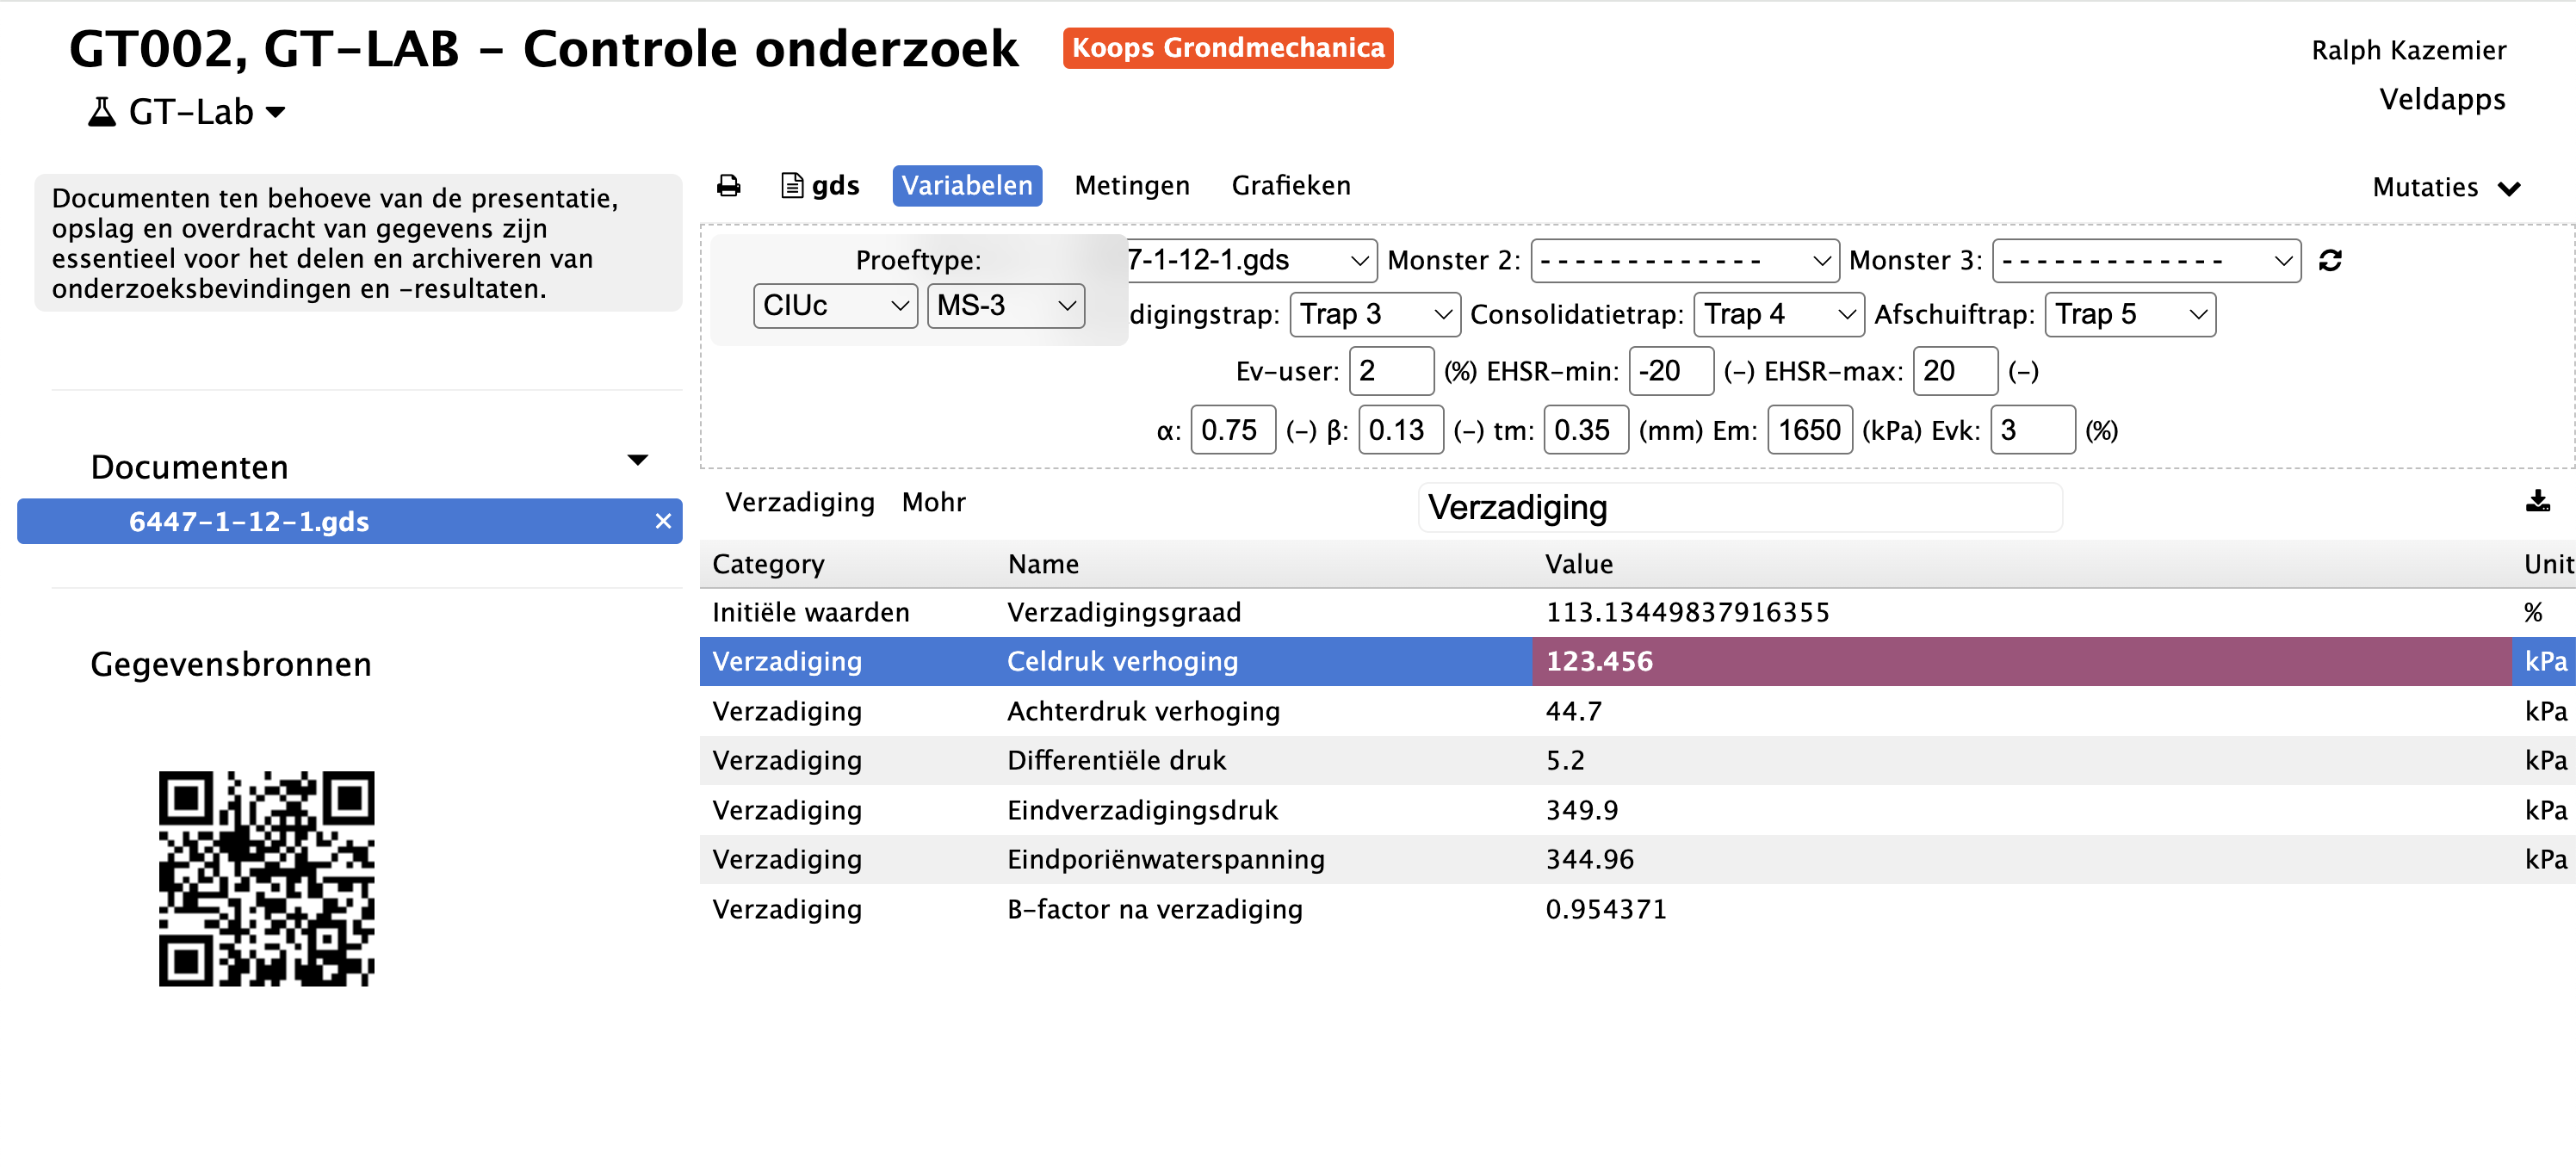 GT002, GT-LAB - Controle onderzoek Koops Grondmechanica
Ralph Kazemier
GT-Lab
Veldapps
Documenten ten behoeve van de presentatie,
opslag en overdracht van gegevens zijn
essentieel voor het delen en archiveren van
onderzoeksbevindingen en -resultaten.
Documenten
6447-1-12-1.gds ×
Gegevensbronnen
gds Variabelen Metingen Grafieken Mutaties
Proeftype: 7-1-12-1.gds Monster 2: ------------- Monster 3: -------------
CIUc MS-3 digingstrap: Trap 3 Consolidatietrap: Trap 4 Afschuiftrap: Trap 5
Ev-user: 2 (%) EHSR-min: -20 (-) EHSR-max: 20 (-)
α: 0.75 (-) β: 0.13 (-) tm: 0.35 (mm) Em: 1650 (kPa) Evk: 3 (%)
Verzadiging Mohr Verzadiging
Category Name Value Unit
Initiële waarden Verzadigingsgraad 113.13449837916355 %
Verzadiging Celdruk verhoging 123.456 kPa
Verzadiging Achterdruk verhoging 44.7 kPa
Verzadiging Differentiële druk 5.2 kPa
Verzadiging Eindverzadigingsdruk 349.9 kPa
Verzadiging Eindporiënwaterspanning 344.96 kPa
Verzadiging B-factor na verzadiging 0.954371